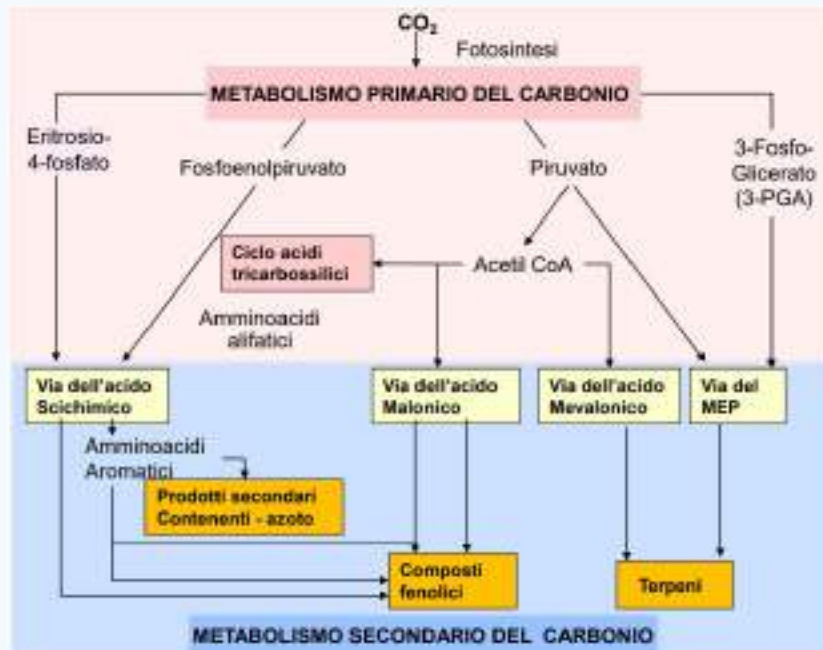 CO₂
Fotosintesi
METABOLISMO PRIMARIO DEL CARBONIO
Eritrosio-
4-fosfato
Fosfoenolpiruvato
Piruvato
3-Fosfo-
Glicerato
(3-PGA)
Ciclo acidi
tricarbossilici
Acetil CoA
Amminoacidi
alifatici
Via dell'acido
Scichimico
Via dell'acido
Malonico
Via dell'acido
Mevalonico
Via del
MEP
Amminoacidi
Aromatici
Prodotti secondari
Contenenti - azoto
Composti
fenolici
Terpeni
METABOLISMO SECONDARIO DEL CARBONIO